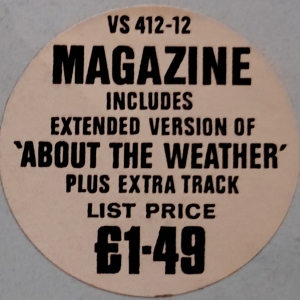 VS 412-12
MAGAZINE
INCLUDES
EXTENDED VERSION OF
‘ABOUT THE WEATHER’
PLUS EXTRA TRACK
LIST PRICE
£1·49